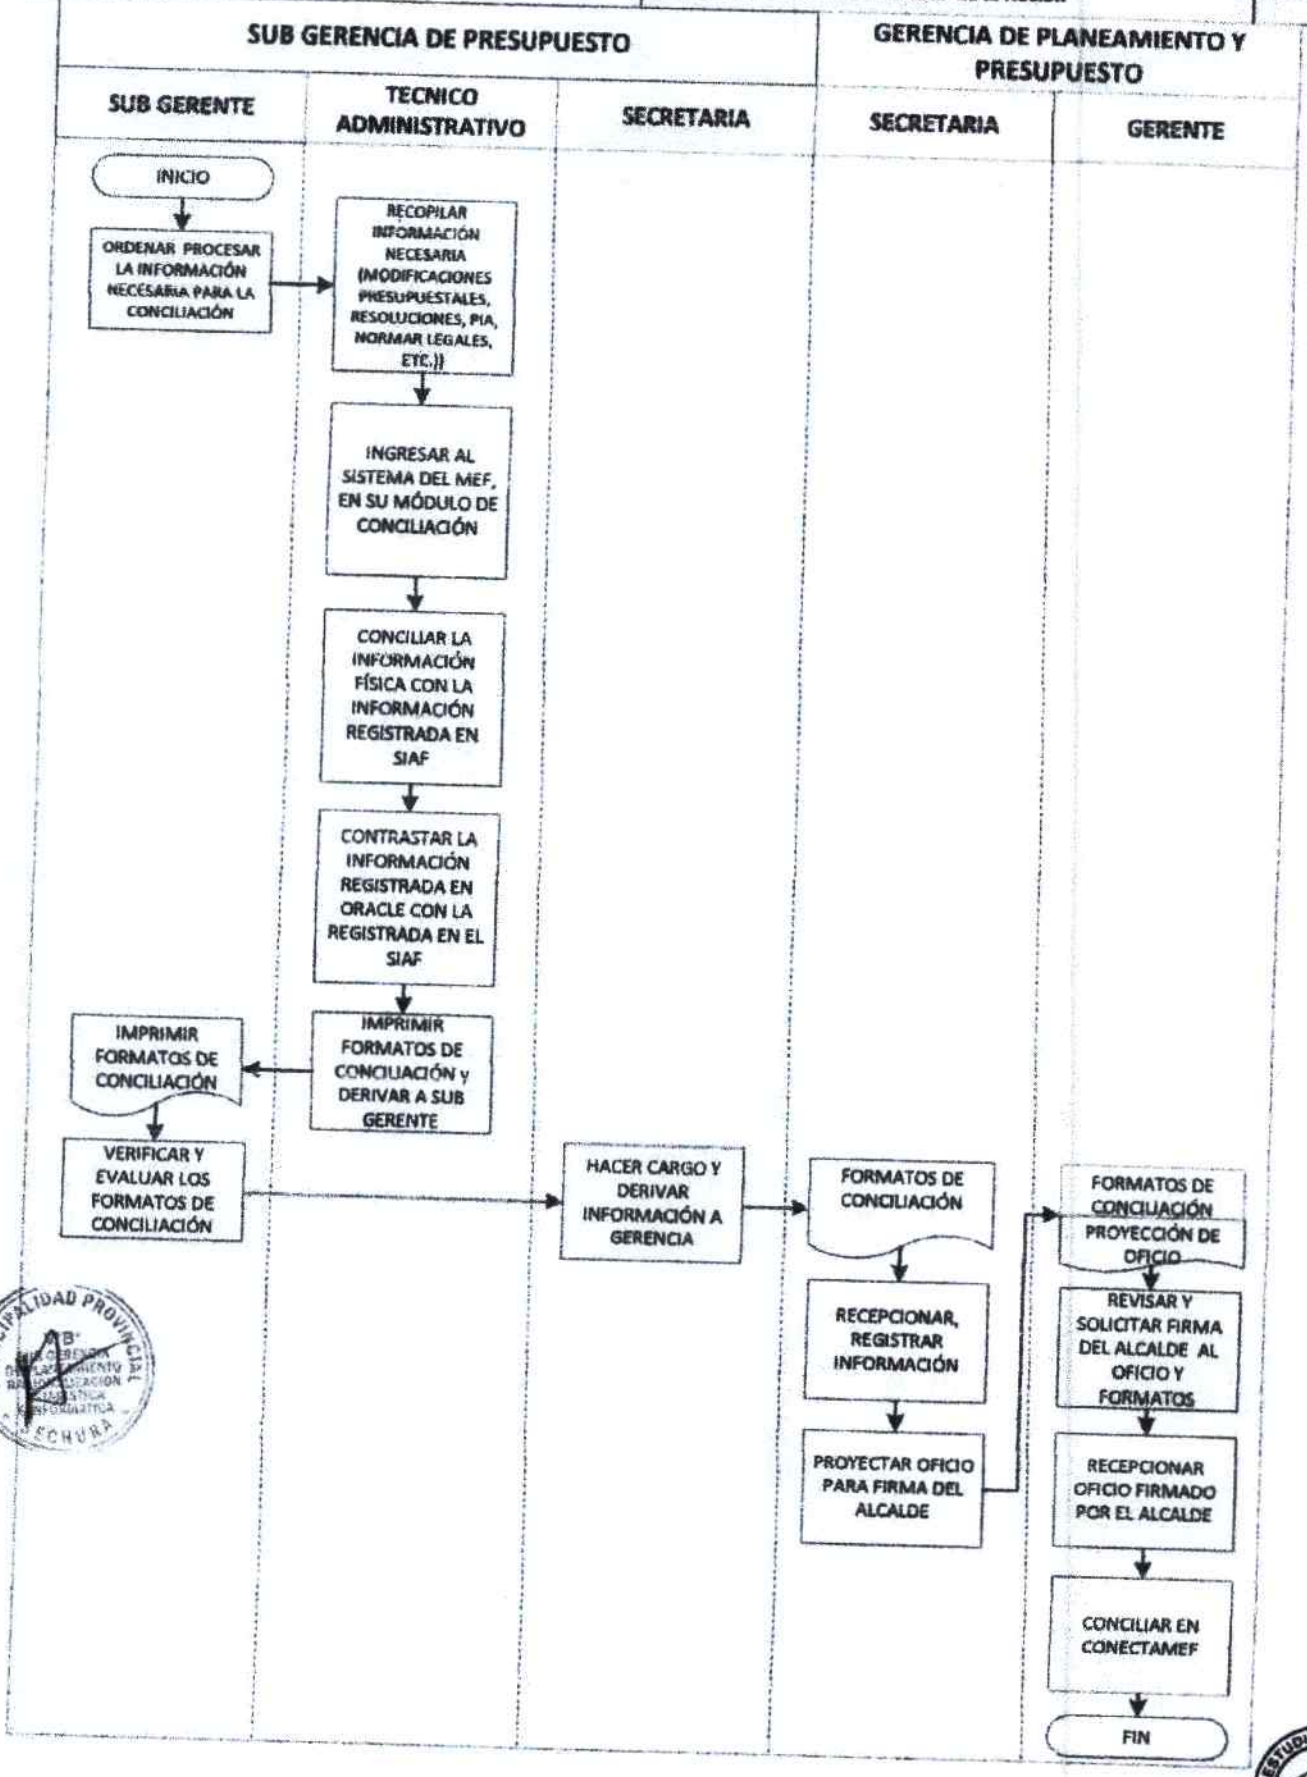 SUB GERENCIA DE PRESUPUESTO
GERENCIA DE PLANEAMIENTO Y
PRESUPUESTO
SUB GERENTE
TECNICO
ADMINISTRATIVO
SECRETARIA
SECRETARIA
GERENTE
INICIO
ORDENAR PROCESAR
LA INFORMACIÓN
NECESARIA PARA LA
CONCILIACIÓN
RECOPILAR
INFORMACIÓN
NECESARIA
(MODIFICACIONES
PRESUPUESTALES,
RESOLUCIONES, PIA,
NORMAR LEGALES,
ETC.))
INGRESAR AL
SISTEMA DEL MEF,
EN SU MÓDULO DE
CONCILIACIÓN
CONCILIAR LA
INFORMACIÓN
FÍSICA CON LA
INFORMACIÓN
REGISTRADA EN
SIAF
CONTRASTAR LA
INFORMACIÓN
REGISTRADA EN
ORACLE CON LA
REGISTRADA EN EL
SIAF
IMPRIMIR
FORMATOS DE
CONCILIACIÓN y
DERIVAR A SUB
GERENTE
IMPRIMIR
FORMATOS DE
CONCILIACIÓN
VERIFICAR Y
EVALUAR LOS
FORMATOS DE
CONCILIACIÓN
HACER CARGO Y
DERIVAR
INFORMACIÓN A
GERENCIA
FORMATOS DE
CONCILIACIÓN
RECEPCIONAR,
REGISTRAR
INFORMACIÓN
PROYECTAR OFICIO
PARA FIRMA DEL
ALCALDE
FORMATOS DE
CONCILIACIÓN
PROYECCIÓN DE
OFICIO
REVISAR Y
SOLICITAR FIRMA
DEL ALCALDE AL
OFICIO Y
FORMATOS
RECEPCIONAR
OFICIO FIRMADO
POR EL ALCALDE
CONCILIAR EN
CONECTAMEF
FIN